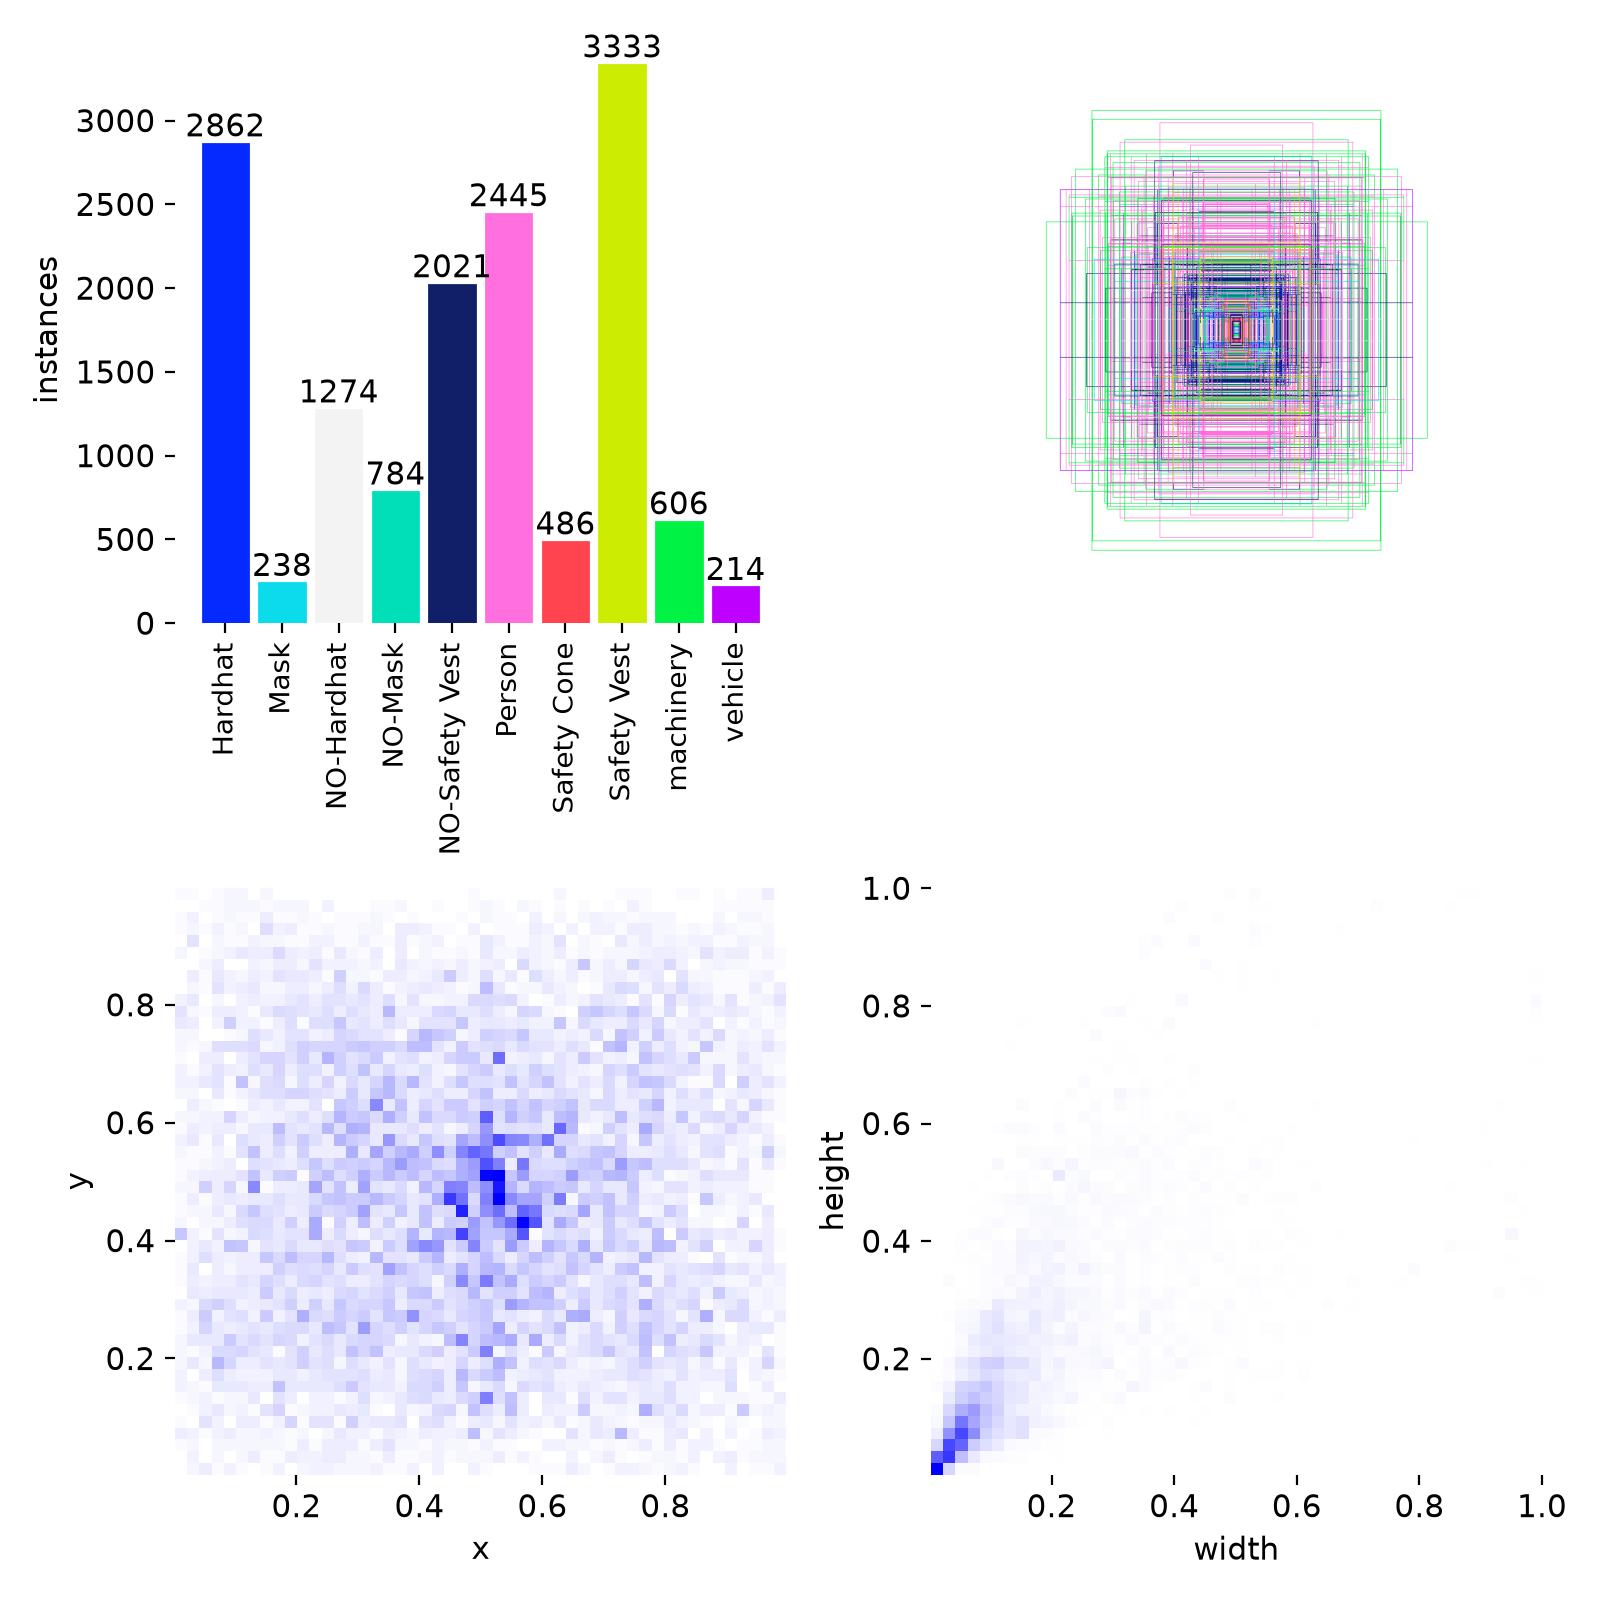 instances
3000
2500
2000
1500
1000
500
0
2862
238
1274
784
2021
2445
486
3333
606
214
Hardhat
Mask
NO-Hardhat
NO-Mask
NO-Safety Vest
Person
Safety Cone
Safety Vest
machinery
vehicle
y
0.8
0.6
0.4
0.2
0.2 0.4 0.6 0.8
x
height
1.0
0.8
0.6
0.4
0.2
0.2 0.4 0.6 0.8 1.0
width